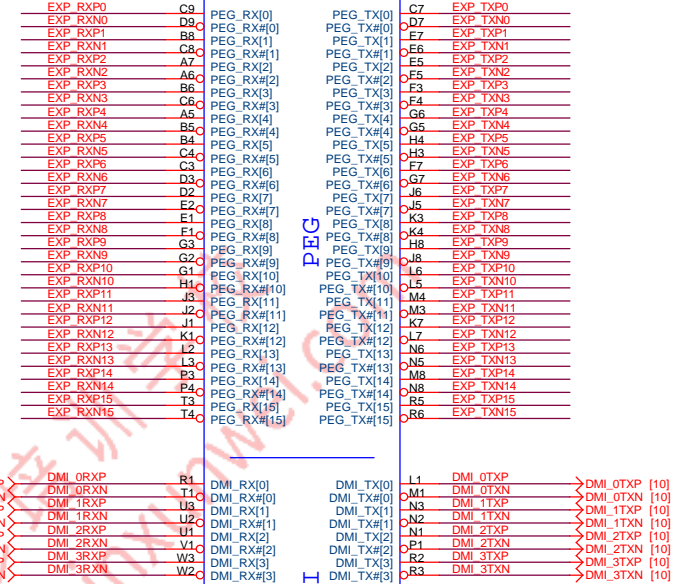 EXP_RXP0 C9 PEG_RX[0] PEG_TX[0] C7 EXP_TXP0
EXP_RXN0 D9 PEG_RX#[0] PEG_TX#[0] D7 EXP_TXN0
EXP_RXP1 B8 PEG_RX[1] PEG_TX[1] E7 EXP_TXP1
EXP_RXN1 C8 PEG_RX#[1] PEG_TX#[1] E6 EXP_TXN1
EXP_RXP2 A7 PEG_RX[2] PEG_TX[2] E5 EXP_TXP2
EXP_RXN2 A6 PEG_RX#[2] PEG_TX#[2] F5 EXP_TXN2
EXP_RXP3 B6 PEG_RX[3] PEG_TX[3] F3 EXP_TXP3
EXP_RXN3 C6 PEG_RX#[3] PEG_TX#[3] F4 EXP_TXN3
EXP_RXP4 A5 PEG_RX[4] PEG_TX[4] G6 EXP_TXP4
EXP_RXN4 B5 PEG_RX#[4] PEG_TX#[4] G5 EXP_TXN4
EXP_RXP5 B4 PEG_RX[5] PEG_TX[5] H4 EXP_TXP5
EXP_RXN5 C4 PEG_RX#[5] PEG_TX#[5] H3 EXP_TXN5
EXP_RXP6 C3 PEG_RX[6] PEG_TX[6] F7 EXP_TXP6
EXP_RXN6 D3 PEG_RX#[6] PEG_TX#[6] G7 EXP_TXN6
EXP_RXP7 D2 PEG_RX[7] PEG_TX[7] J6 EXP_TXP7
EXP_RXN7 E2 PEG_RX#[7] PEG_TX#[7] J5 EXP_TXN7
EXP_RXP8 E1 PEG_RX[8] PEG_TX[8] K3 EXP_TXP8
EXP_RXN8 F1 PEG_RX#[8] PEG_TX#[8] K4 EXP_TXN8
PEG
EXP_RXP9 G3 PEG_RX[9] PEG_TX[9] H8 EXP_TXP9
EXP_RXN9 G2 PEG_RX#[9] PEG_TX#[9] J8 EXP_TXN9
EXP_RXP10 G1 PEG_RX[10] PEG_TX[10] L6 EXP_TXP10
EXP_RXN10 H1 PEG_RX#[10] PEG_TX#[10] L5 EXP_TXN10
EXP_RXP11 J3 PEG_RX[11] PEG_TX[11] M4 EXP_TXP11
EXP_RXN11 J2 PEG_RX#[11] PEG_TX#[11] M3 EXP_TXN11
EXP_RXP12 J1 PEG_RX[12] PEG_TX[12] K7 EXP_TXP12
EXP_RXN12 K1 PEG_RX#[12] PEG_TX#[12] L7 EXP_TXN12
EXP_RXP13 L2 PEG_RX[13] PEG_TX[13] N6 EXP_TXP13
EXP_RXN13 L3 PEG_RX#[13] PEG_TX#[13] N5 EXP_TXN13
EXP_RXP14 P3 PEG_RX[14] PEG_TX[14] M8 EXP_TXP14
EXP_RXN14 P4 PEG_RX#[14] PEG_TX#[14] N8 EXP_TXN14
EXP_RXP15 T3 PEG_RX[15] PEG_TX[15] R5 EXP_TXP15
EXP_RXN15 T4 PEG_RX#[15] PEG_TX#[15] R6 EXP_TXN15
DMI_0RXP R1 DMI_RX[0] DMI_TX[0] L1 DMI_0TXP DMI_0TXP [10]
DMI_0RXN T1 DMI_RX#[0] DMI_TX#[0] M1 DMI_0TXN DMI_0TXN [10]
DMI_1RXP U3 DMI_RX[1] DMI_TX[1] N3 DMI_1TXP DMI_1TXP [10]
DMI_1RXN U2 DMI_RX#[1] DMI_TX#[1] N2 DMI_1TXN DMI_1TXN [10]
DMI_2RXP U1 DMI_RX[2] DMI_TX[2] N1 DMI_2TXP DMI_2TXP [10]
DMI_2RXN V1 DMI_RX#[2] DMI_TX#[2] P1 DMI_2TXN DMI_2TXN [10]
DMI_3RXP W3 DMI_RX[3] DMI_TX[3] R2 DMI_3TXP DMI_3TXP [10]
DMI_3RXN W2 DMI_RX#[3] DMI_TX#[3] R3 DMI_3TXN DMI_3TXN [10]
培训学校
inxunwei.com